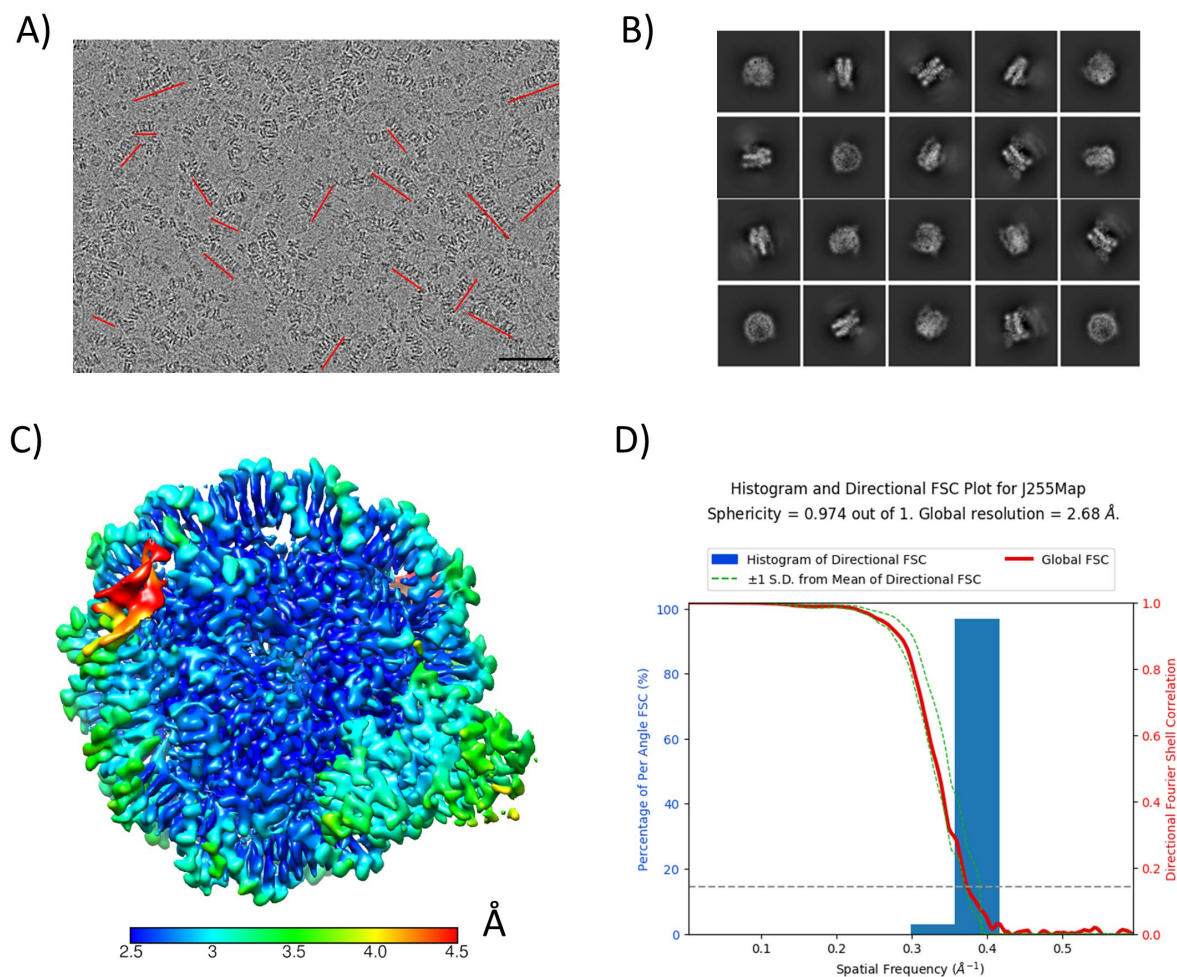 A)
B)
C)
2.5 3 3.5 4.0 4.5
Å
D)
Histogram and Directional FSC Plot for J255Map
Sphericity = 0.974 out of 1. Global resolution = 2.68 Å.
Histogram of Directional FSC
±1 S.D. from Mean of Directional FSC
Global FSC
Percentage of Per Angle FSC (%)
100
80
60
40
20
0
1.0
0.8
0.6
0.4
0.2
0.0
Directional Fourier Shell Correlation
0.1 0.2 0.3 0.4 0.5
Spatial Frequency (Å⁻¹)